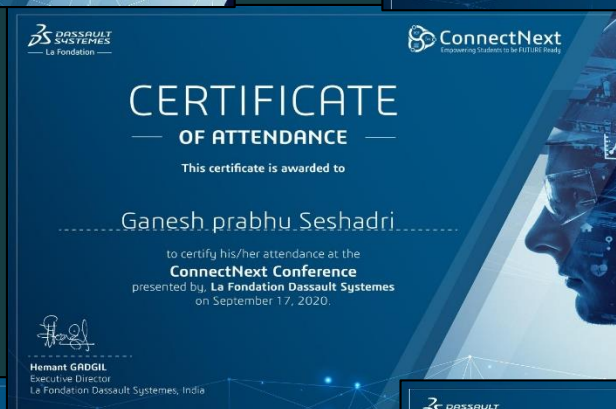 DASSAULT
SYSTEMES
La Fondation
ConnectNext
Empowering Students to be FUTURE Ready
CERTIFICATE
OF ATTENDANCE
This certificate is awarded to
Ganesh prabhu Seshadri
to certify his/her attendance at the
ConnectNext Conference
presented by, La Fondation Dassault Systemes
on September 17, 2020.
Hemant GADGIL
Executive Director
La Fondation Dassault Systemes, India
DASSAULT